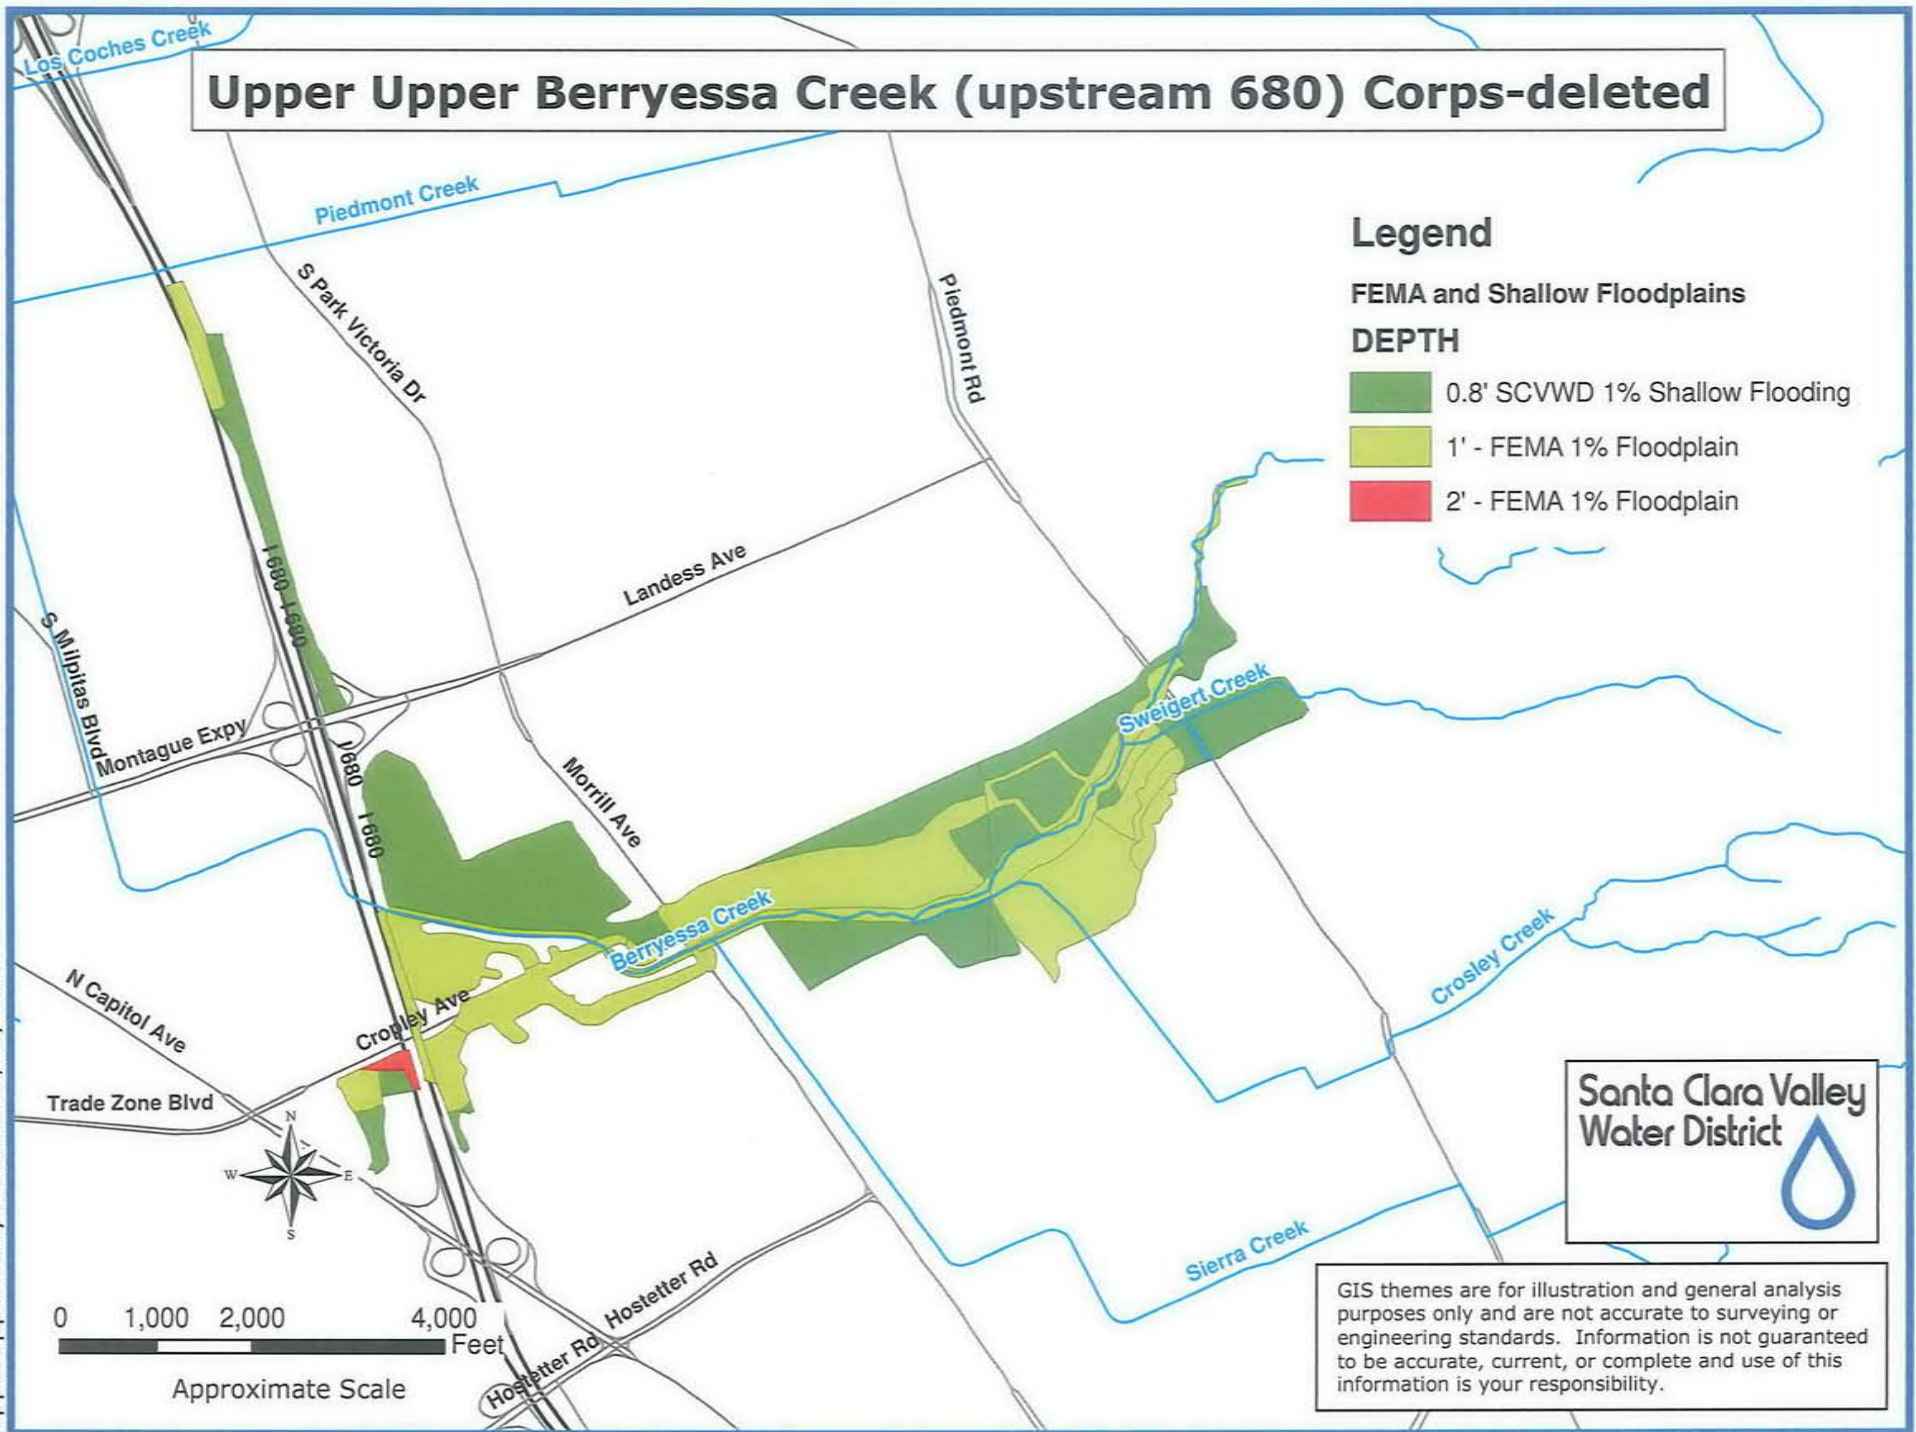 Los Coches Creek
Upper Upper Berryessa Creek (upstream 680) Corps-deleted
Piedmont Creek
S Park Victoria Dr
Piedmont Rd
Legend
FEMA and Shallow Floodplains
DEPTH
0.8' SCVWD 1% Shallow Flooding
1' - FEMA 1% Floodplain
2' - FEMA 1% Floodplain
I 680
I 680
Landess Ave
S Milpitas Blvd
Sweigert Creek
Montague Expy
I 680
I 680
Morrill Ave
Berryessa Creek
Crosley Creek
N Capitol Ave
Cropley Ave
Trade Zone Blvd
N
W
E
S
Santa Clara Valley
Water District
Sierra Creek
Hostetter Rd
Hostetter Rd
0 1,000 2,000 4,000
Feet
Approximate Scale
GIS themes are for illustration and general analysis
purposes only and are not accurate to surveying or
engineering standards. Information is not guaranteed
to be accurate, current, or complete and use of this
information is your responsibility.